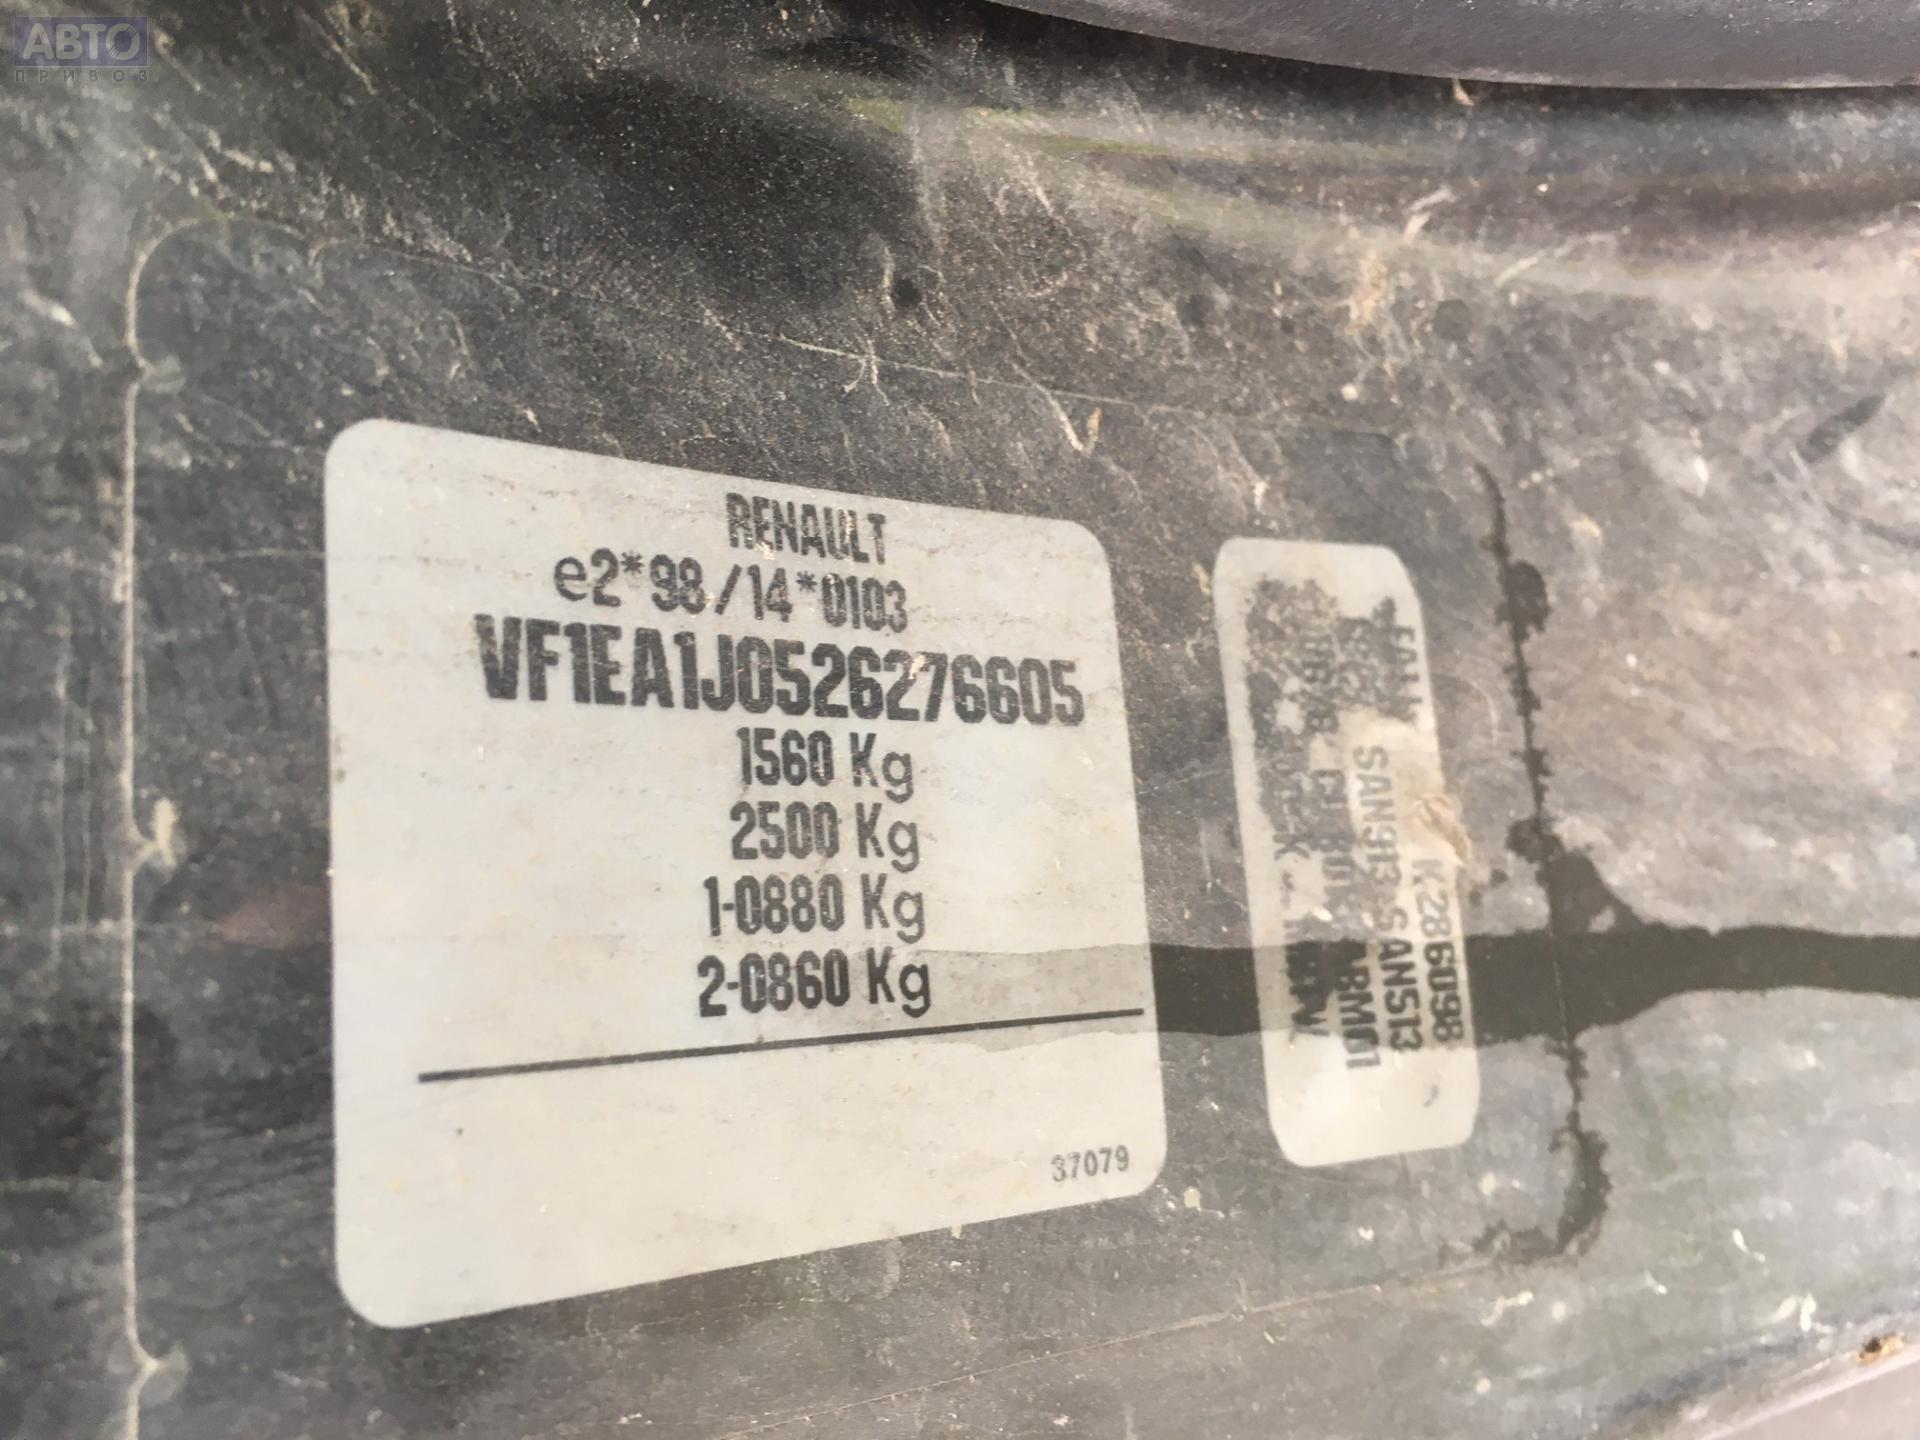 АВТО
ПРИВОЗ
RENAULT
e2*98/14*0103
VF1EA1J0526276605
1560 Kg
2500 Kg
1-0880 Kg
2-0860 Kg
37079
K286098
SAN913 SAN513